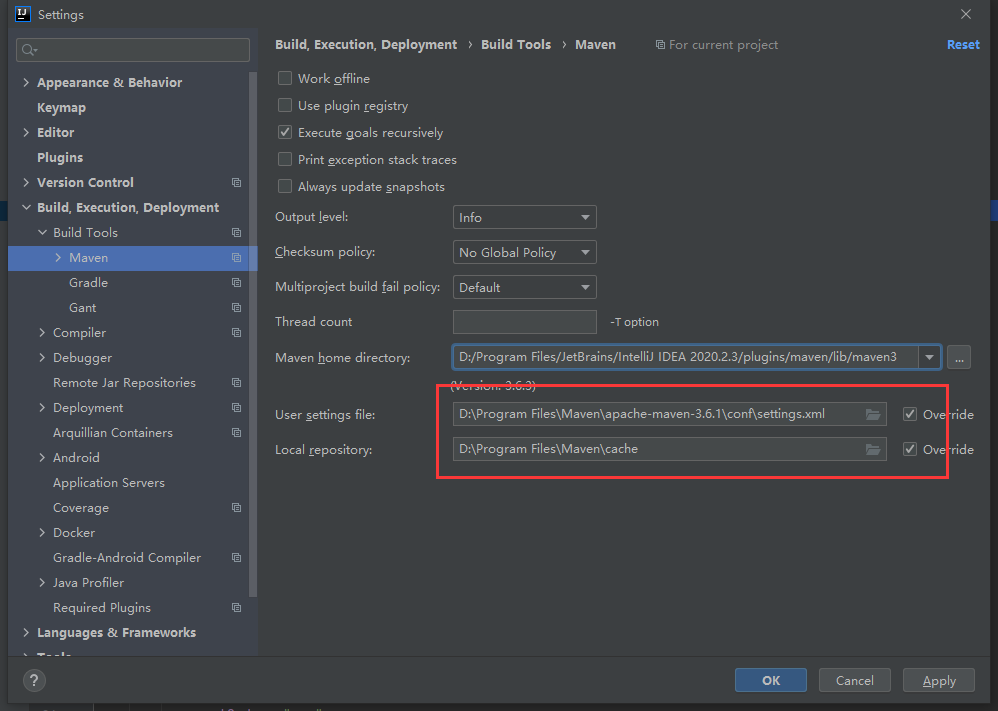 Settings
Build, Execution, Deployment › Build Tools › Maven For current project Reset
Appearance & Behavior
Keymap
Editor
Plugins
Version Control
Build, Execution, Deployment
Build Tools
Maven
Gradle
Gant
Compiler
Debugger
Remote Jar Repositories
Deployment
Arquillian Containers
Android
Application Servers
Coverage
Docker
Gradle-Android Compiler
Java Profiler
Required Plugins
Languages & Frameworks
Tools
Work offline
Use plugin registry
Execute goals recursively
Print exception stack traces
Always update snapshots
Output level: Info
Checksum policy: No Global Policy
Multiproject build fail policy: Default
Thread count -T option
Maven home directory: D:/Program Files/JetBrains/IntelliJ IDEA 2020.2.3/plugins/maven/lib/maven3 ...
(Version: 3.6.3)
User settings file: D:\Program Files\Maven\apache-maven-3.6.1\conf\settings.xml Override
Local repository: D:\Program Files\Maven\cache Override
? OK Cancel Apply